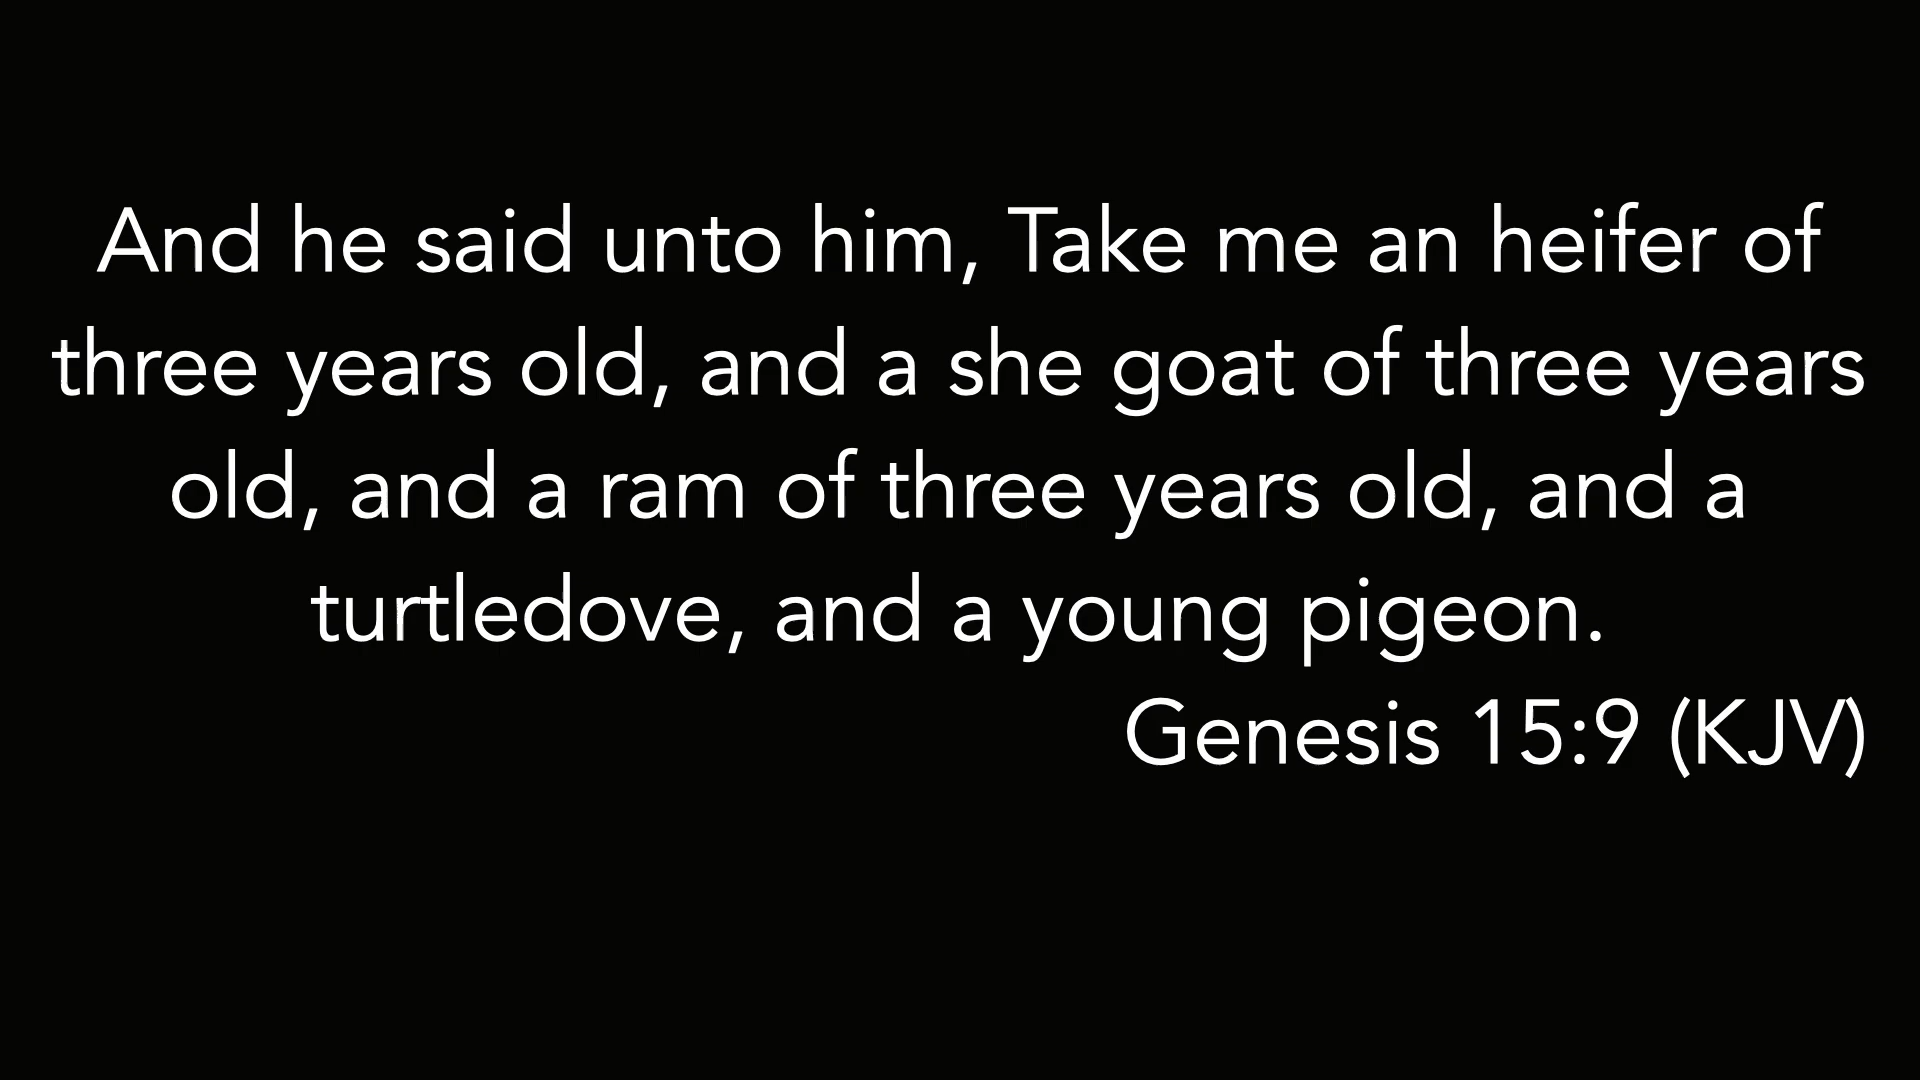 And he said unto him, Take me an heifer of
three years old, and a she goat of three years
old, and a ram of three years old, and a
turtledove, and a young pigeon.
Genesis 15:9 (KJV)